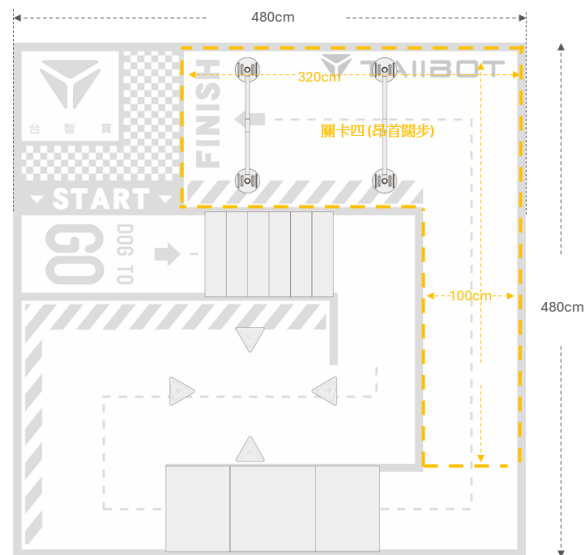 480cm
TAIIBOT
320cm
台智寶
FINISH
關卡四 (昂首闊步)
START
DOG TO
GO
100cm
480cm